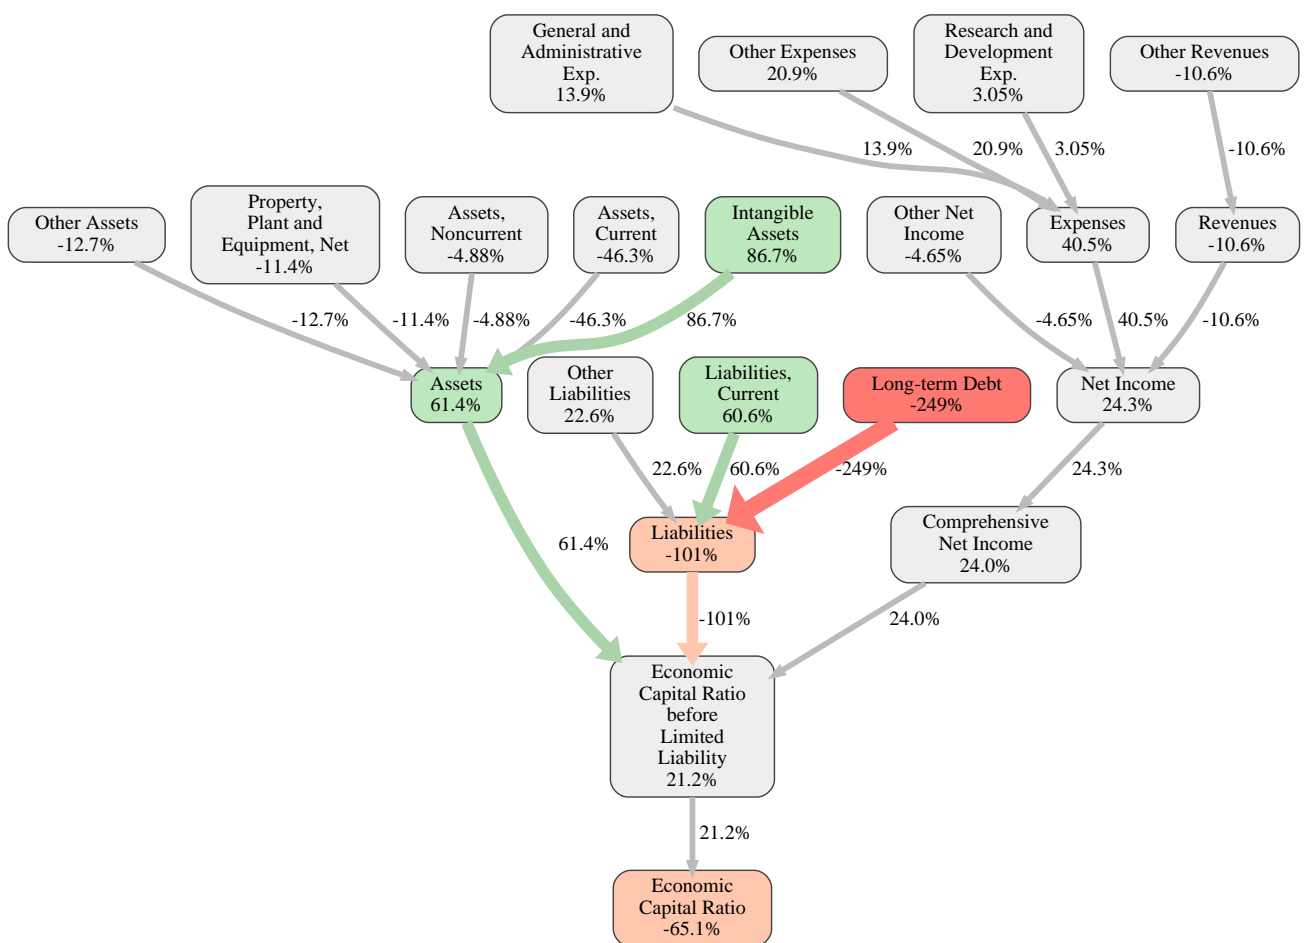 General and
Administrative
Exp.
13.9%
Other Expenses
20.9%
Research and
Development
Exp.
3.05%
Other Revenues
-10.6%
13.9%
20.9%
3.05%
-10.6%
Other Assets
-12.7%
Property,
Plant and
Equipment, Net
-11.4%
Assets,
Noncurrent
-4.88%
Assets,
Current
-46.3%
Intangible
Assets
86.7%
Other Net
Income
-4.65%
Expenses
40.5%
Revenues
-10.6%
-12.7%
-11.4%
-4.88%
-46.3%
86.7%
-4.65%
40.5%
-10.6%
Assets
61.4%
Other
Liabilities
22.6%
Liabilities,
Current
60.6%
Long-term Debt
-249%
Net Income
24.3%
22.6%
60.6%
-249%
24.3%
61.4%
Liabilities
-101%
Comprehensive
Net Income
24.0%
-101%
24.0%
Economic
Capital Ratio
before
Limited
Liability
21.2%
21.2%
Economic
Capital Ratio
-65.1%